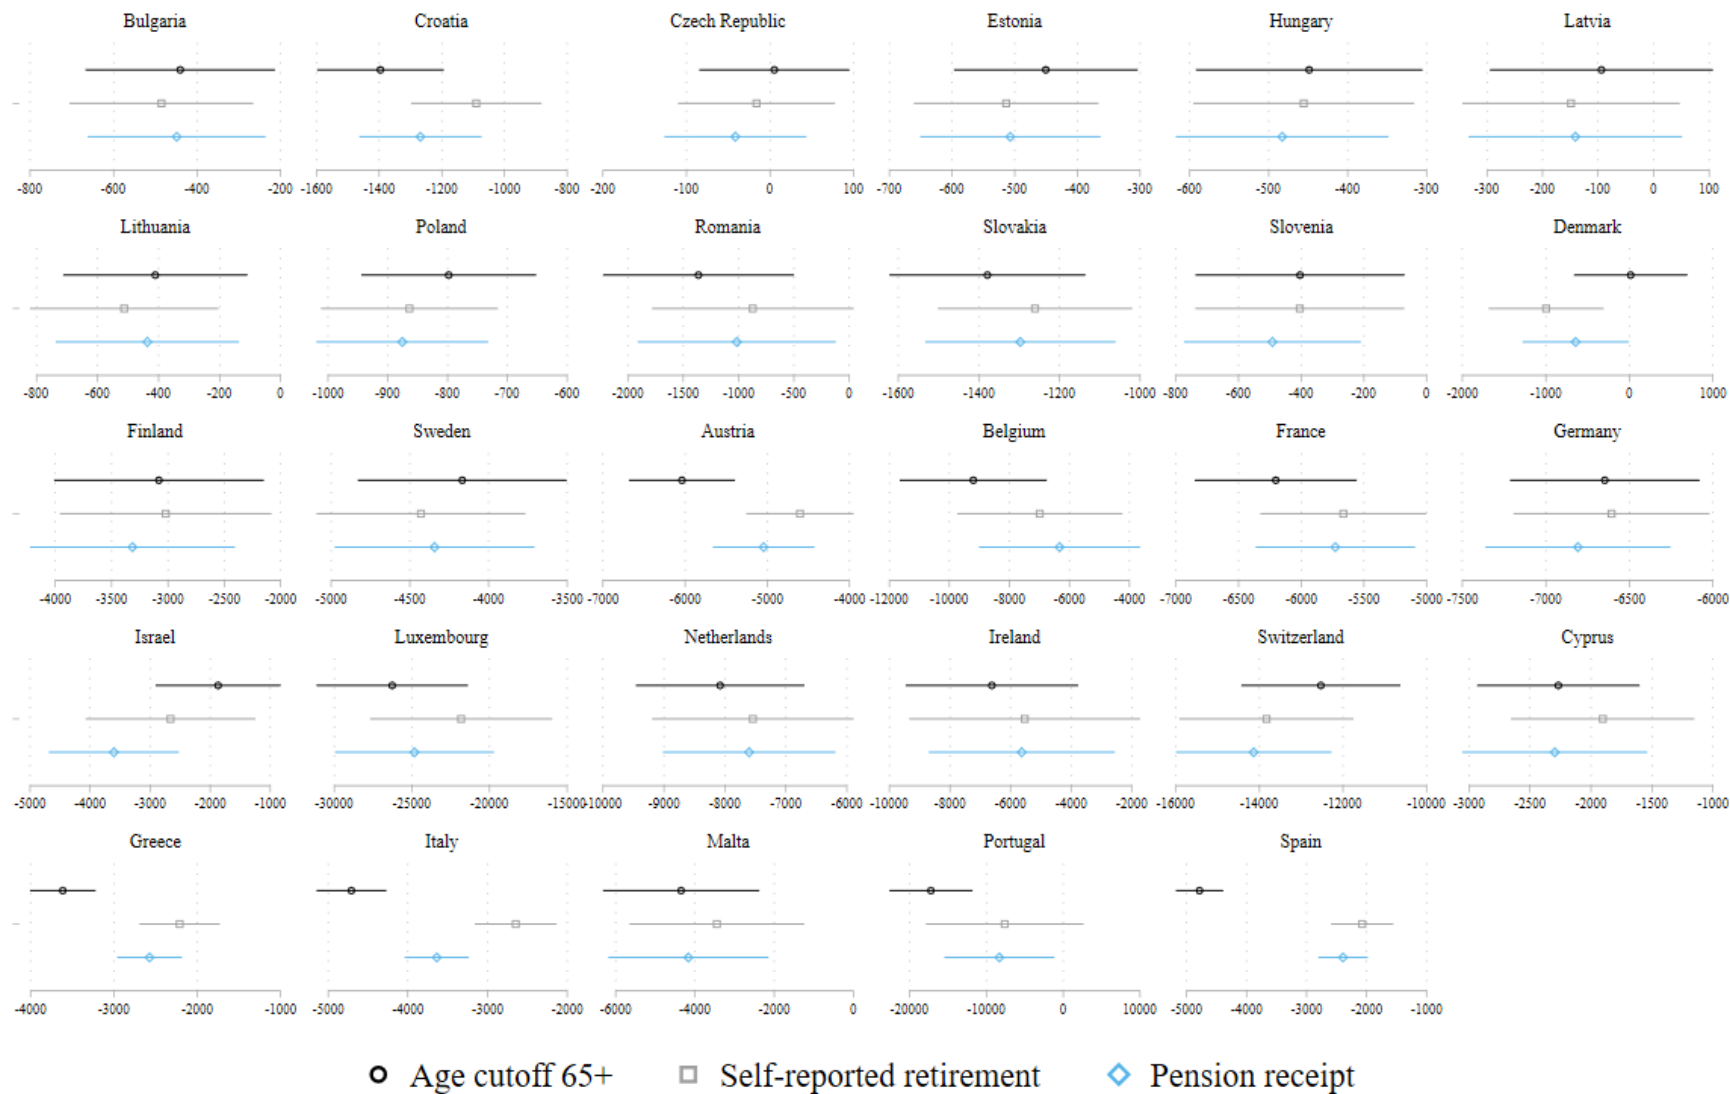 Bulgaria Croatia Czech Republic Estonia Hungary Latvia
-800 -600 -400 -200 -1600 -1400 -1200 -1000 -800 -200 -100 0 100 -700 -600 -500 -400 -300 -600 -500 -400 -300 -300 -200 -100 0 100
Lithuania Poland Romania Slovakia Slovenia Denmark
-800 -600 -400 -200 0 -1000 -900 -800 -700 -600 -2000 -1500 -1000 -500 0 -1600 -1400 -1200 -1000 -800 -600 -400 -200 0 -2000 -1000 0 1000
Finland Sweden Austria Belgium France Germany
-4000 -3500 -3000 -2500 -2000 -5000 -4500 -4000 -3500 -7000 -6000 -5000 -4000 -12000 -10000 -8000 -6000 -4000 -7000 -6000 -5000 -7500 -7000 -6500 -6000
Israel Luxembourg Netherlands Ireland Switzerland Cyprus
-5000 -4000 -3000 -2000 -1000 -30000 -25000 -20000 -15000 -10000 -9000 -8000 -7000 -6000 -10000 -8000 -6000 -4000 -2000 -16000 -14000 -12000 -10000 -3000 -2500 -2000 -1500 -1000
Greece Italy Malta Portugal Spain
-4000 -3000 -2000 -1000 -5000 -4000 -3000 -2000 -6000 -4000 -2000 0 -20000 -10000 0 10000 -5000 -4000 -3000 -2000 -1000
Age cutoff 65+ Self-reported retirement Pension receipt